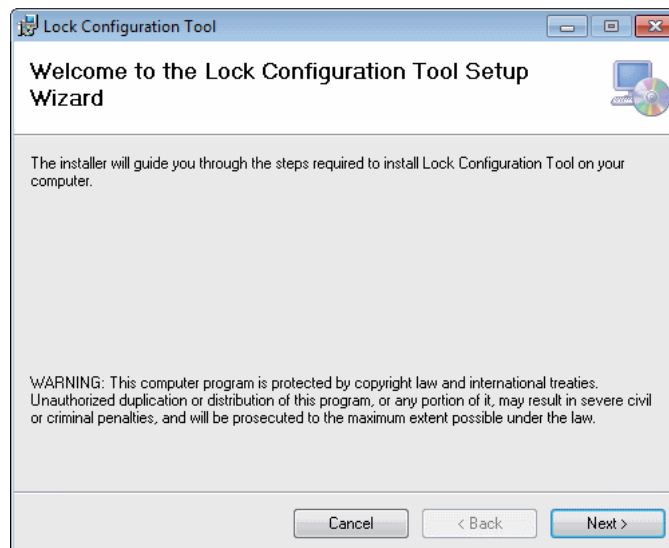 Lock Configuration Tool
Welcome to the Lock Configuration Tool Setup
Wizard
The installer will guide you through the steps required to install Lock Configuration Tool on your
computer.
WARNING: This computer program is protected by copyright law and international treaties.
Unauthorized duplication or distribution of this program, or any portion of it, may result in severe civil
or criminal penalties, and will be prosecuted to the maximum extent possible under the law.
Cancel < Back Next >